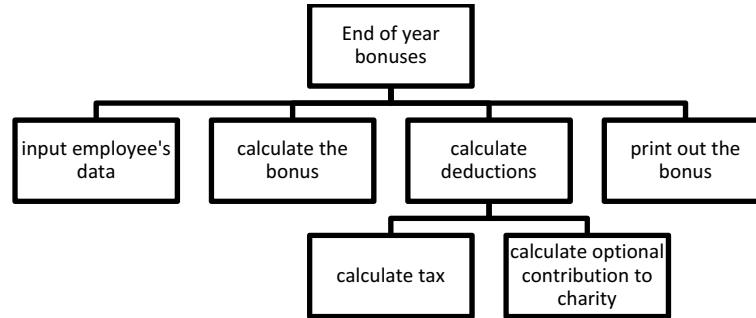 End of year
bonuses
input employee's
data
calculate the
bonus
calculate
deductions
print out the
bonus
calculate tax
calculate optional
contribution to
charity